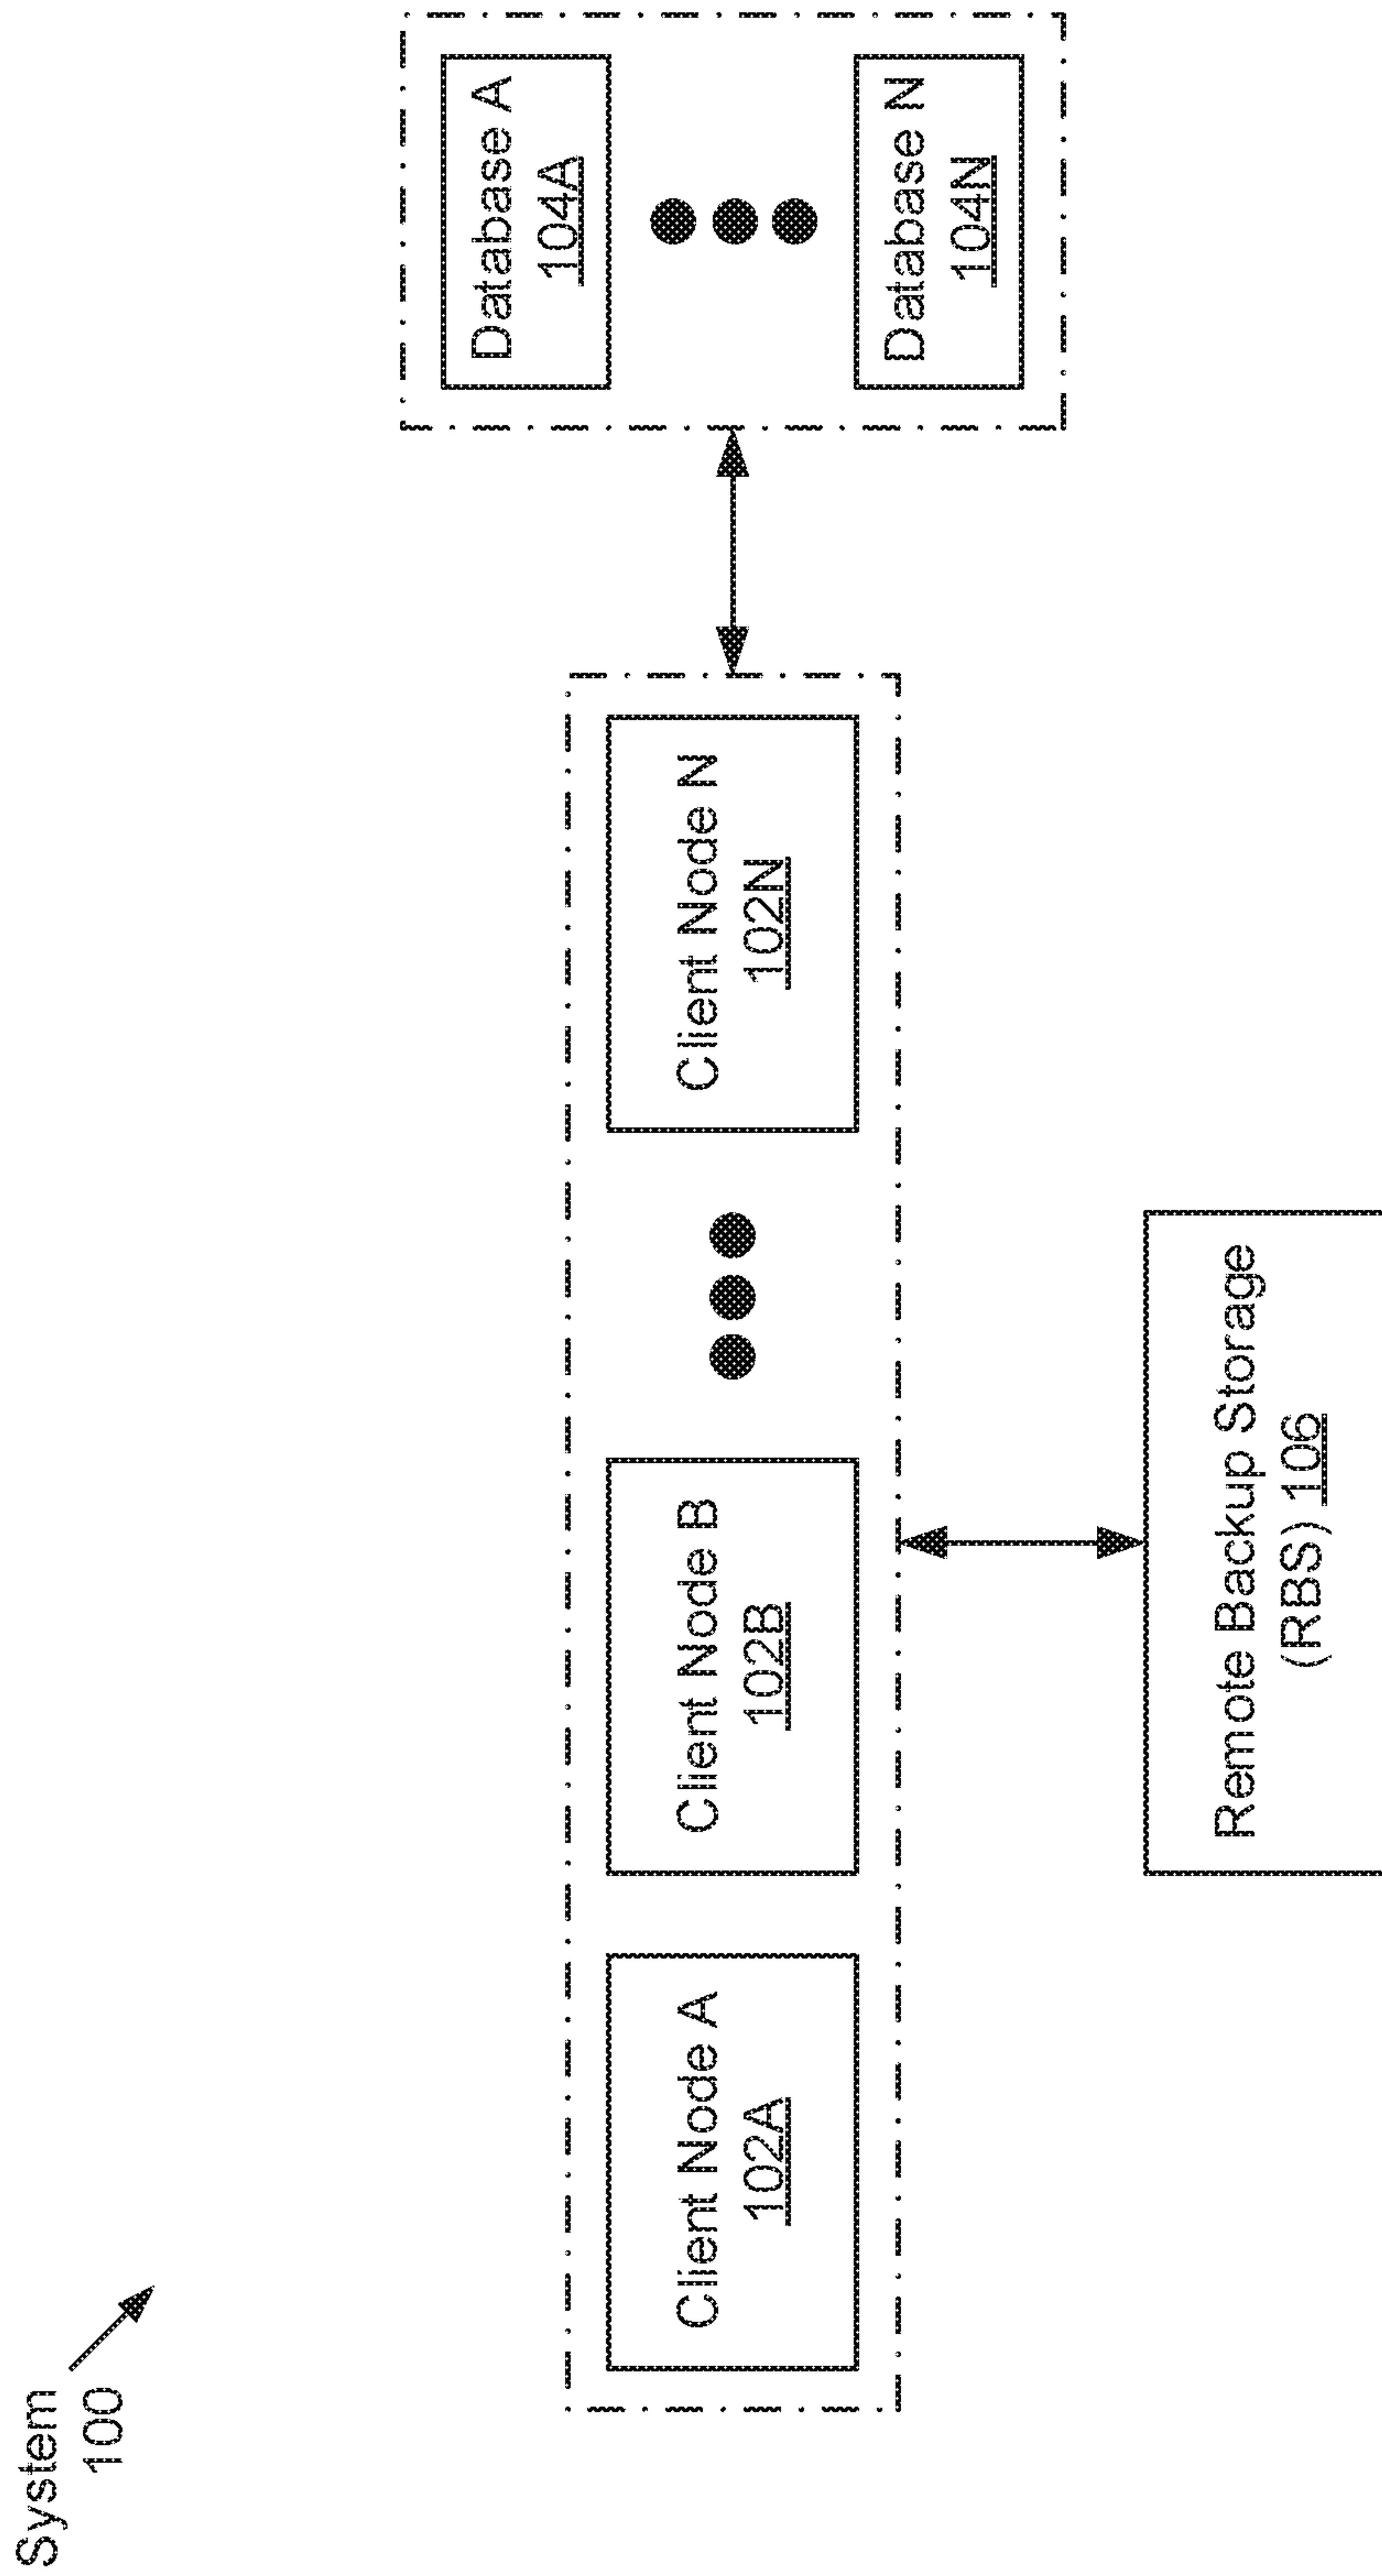 System
100
Client Node A
102A
Client Node B
102B
Client Node N
102N
Database A
104A
Database N
104N
Remote Backup Storage
(RBS) 106